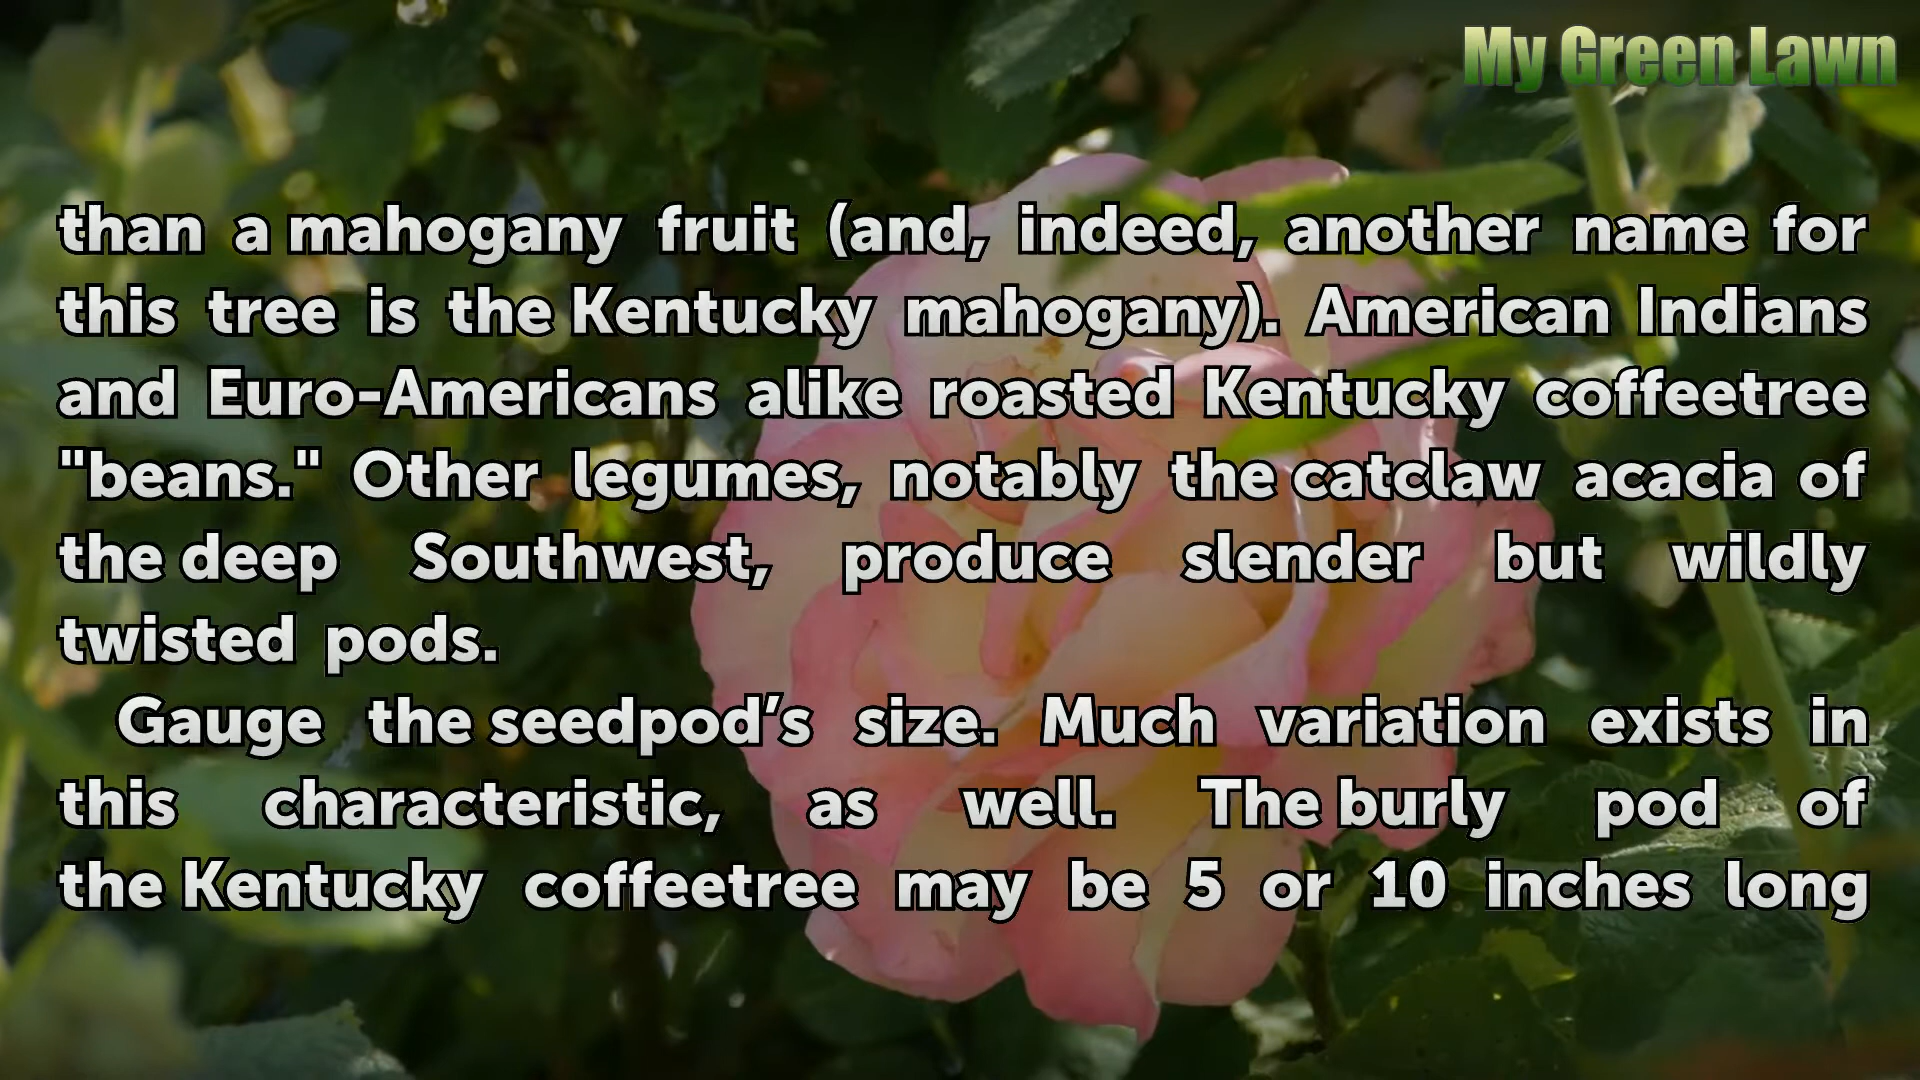 My Green Lawn
than a mahogany fruit (and, indeed, another name for
this tree is the Kentucky mahogany). American Indians
and Euro-Americans alike roasted Kentucky coffeetree
"beans." Other legumes, notably the catclaw acacia of
the deep Southwest, produce slender but wildly
twisted pods.
Gauge the seedpod’s size. Much variation exists in
this characteristic, as well. The burly pod of
the Kentucky coffeetree may be 5 or 10 inches long